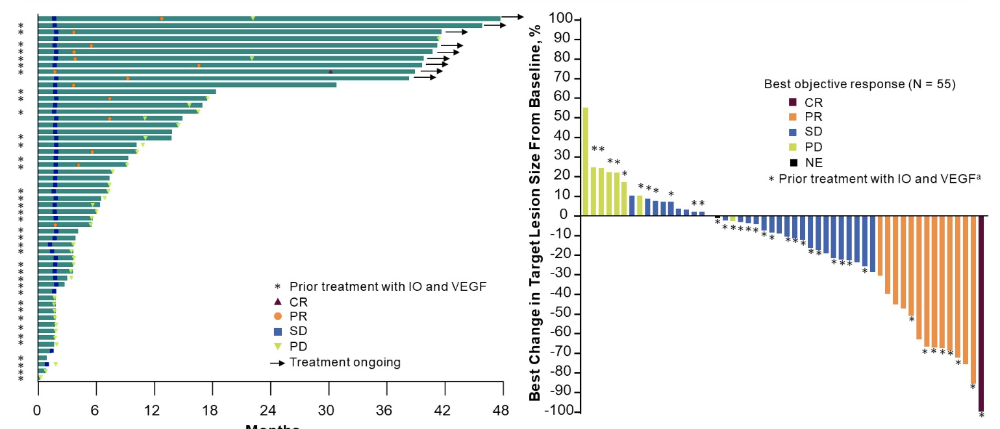 * Prior treatment with IO and VEGF
CR
PR
SD
PD
Treatment ongoing
0 6 12 18 24 30 36 42 48
Months
Best Change in Target Lesion Size From Baseline, %
100
90
80
70
60
50
40
30
20
10
0
-10
-20
-30
-40
-50
-60
-70
-80
-90
-100
Best objective response (N = 55)
CR
PR
SD
PD
NE
* Prior treatment with IO and VEGFᵃ